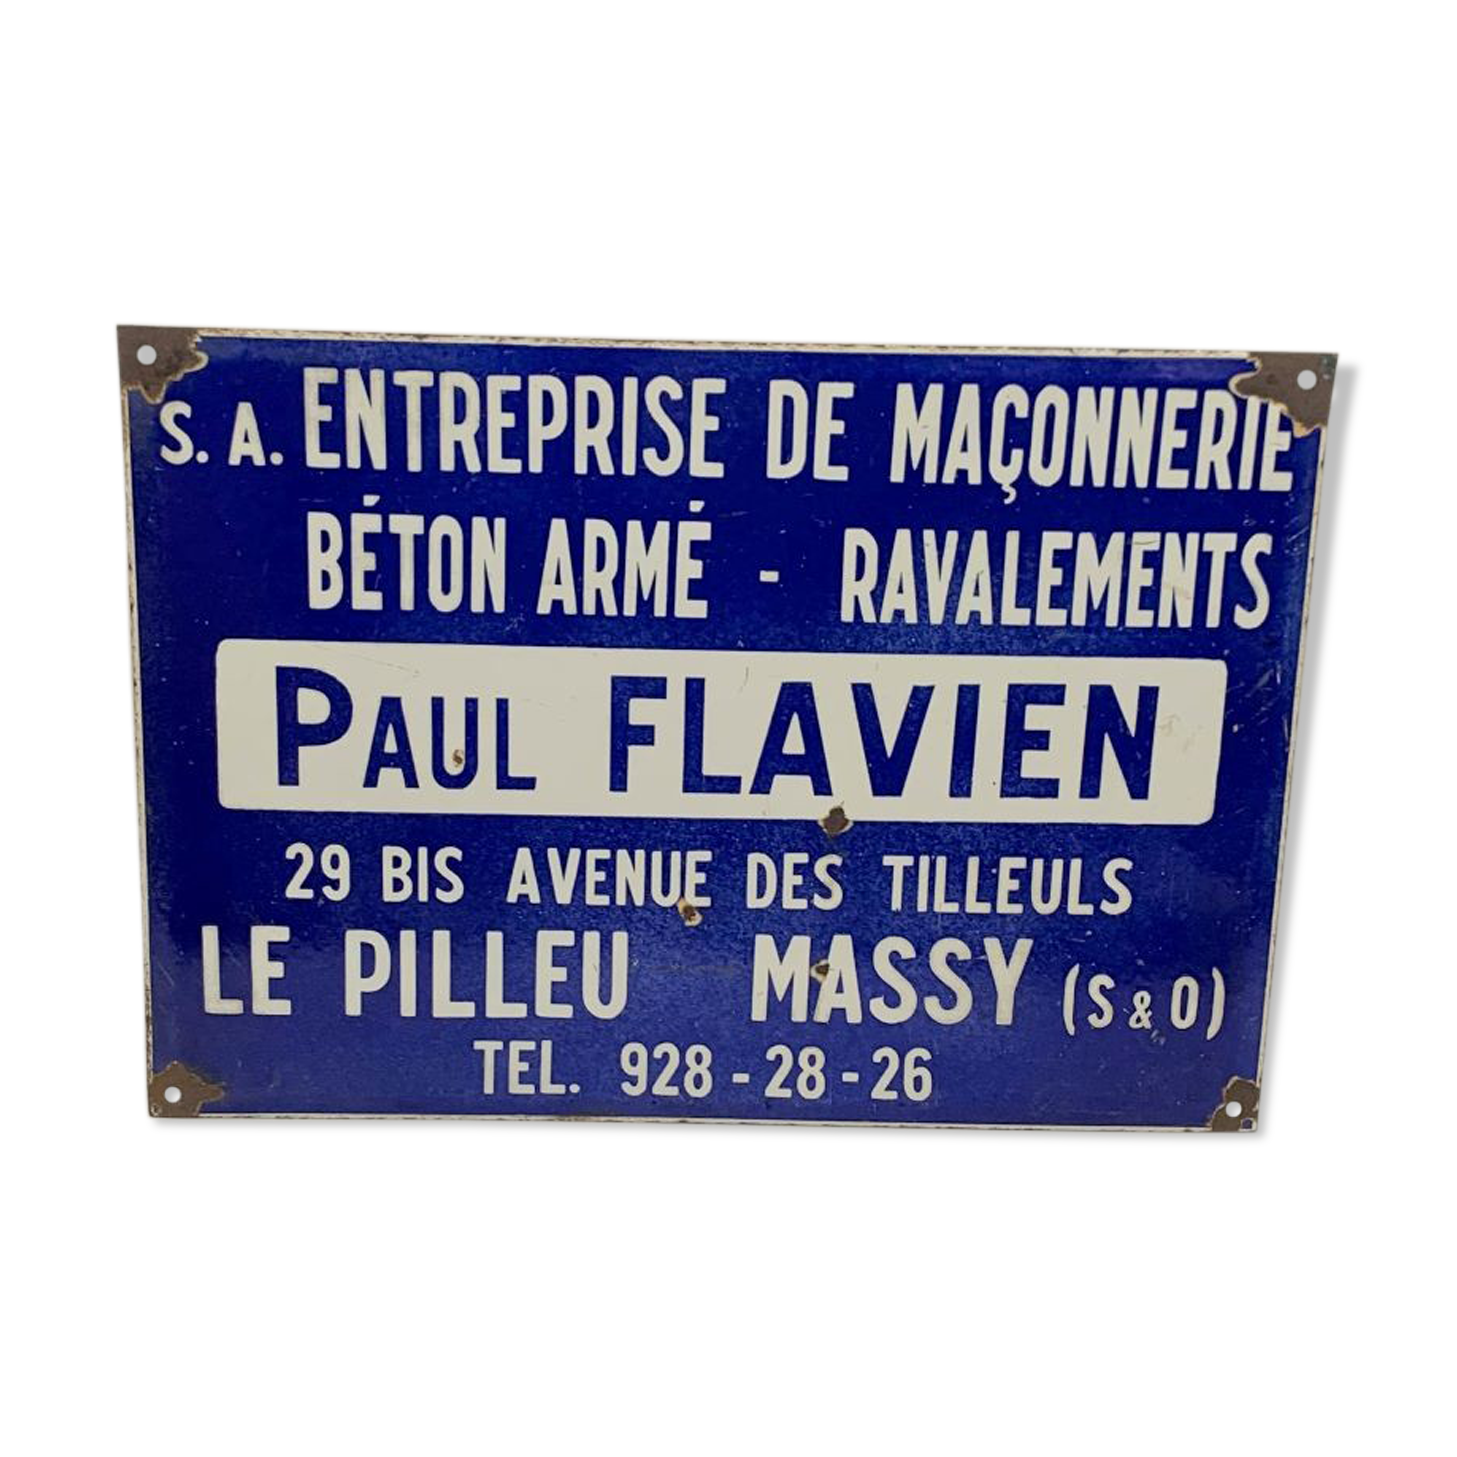 S. A. ENTREPRISE DE MAÇONNERIE
BÉTON ARMÉ - RAVALEMENTS
PAUL FLAVIEN
29 BIS AVENUE DES TILLEULS
LE PILLEU MASSY (S & O)
TEL. 928-28-26